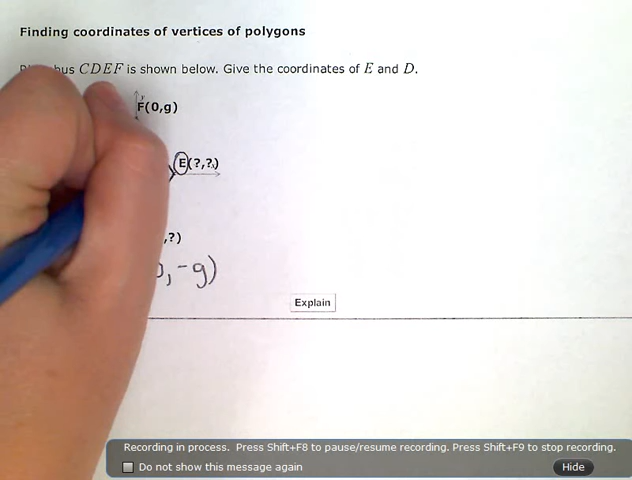 Finding coordinates of vertices of polygons
CDEF is shown below. Give the coordinates of E and D.
y
F(0,g)
E(?,?)
,?)
, -g)
Explain
Recording in process. Press Shift+F8 to pause/resume recording. Press Shift+F9 to stop recording.
Do not show this message again
Hide